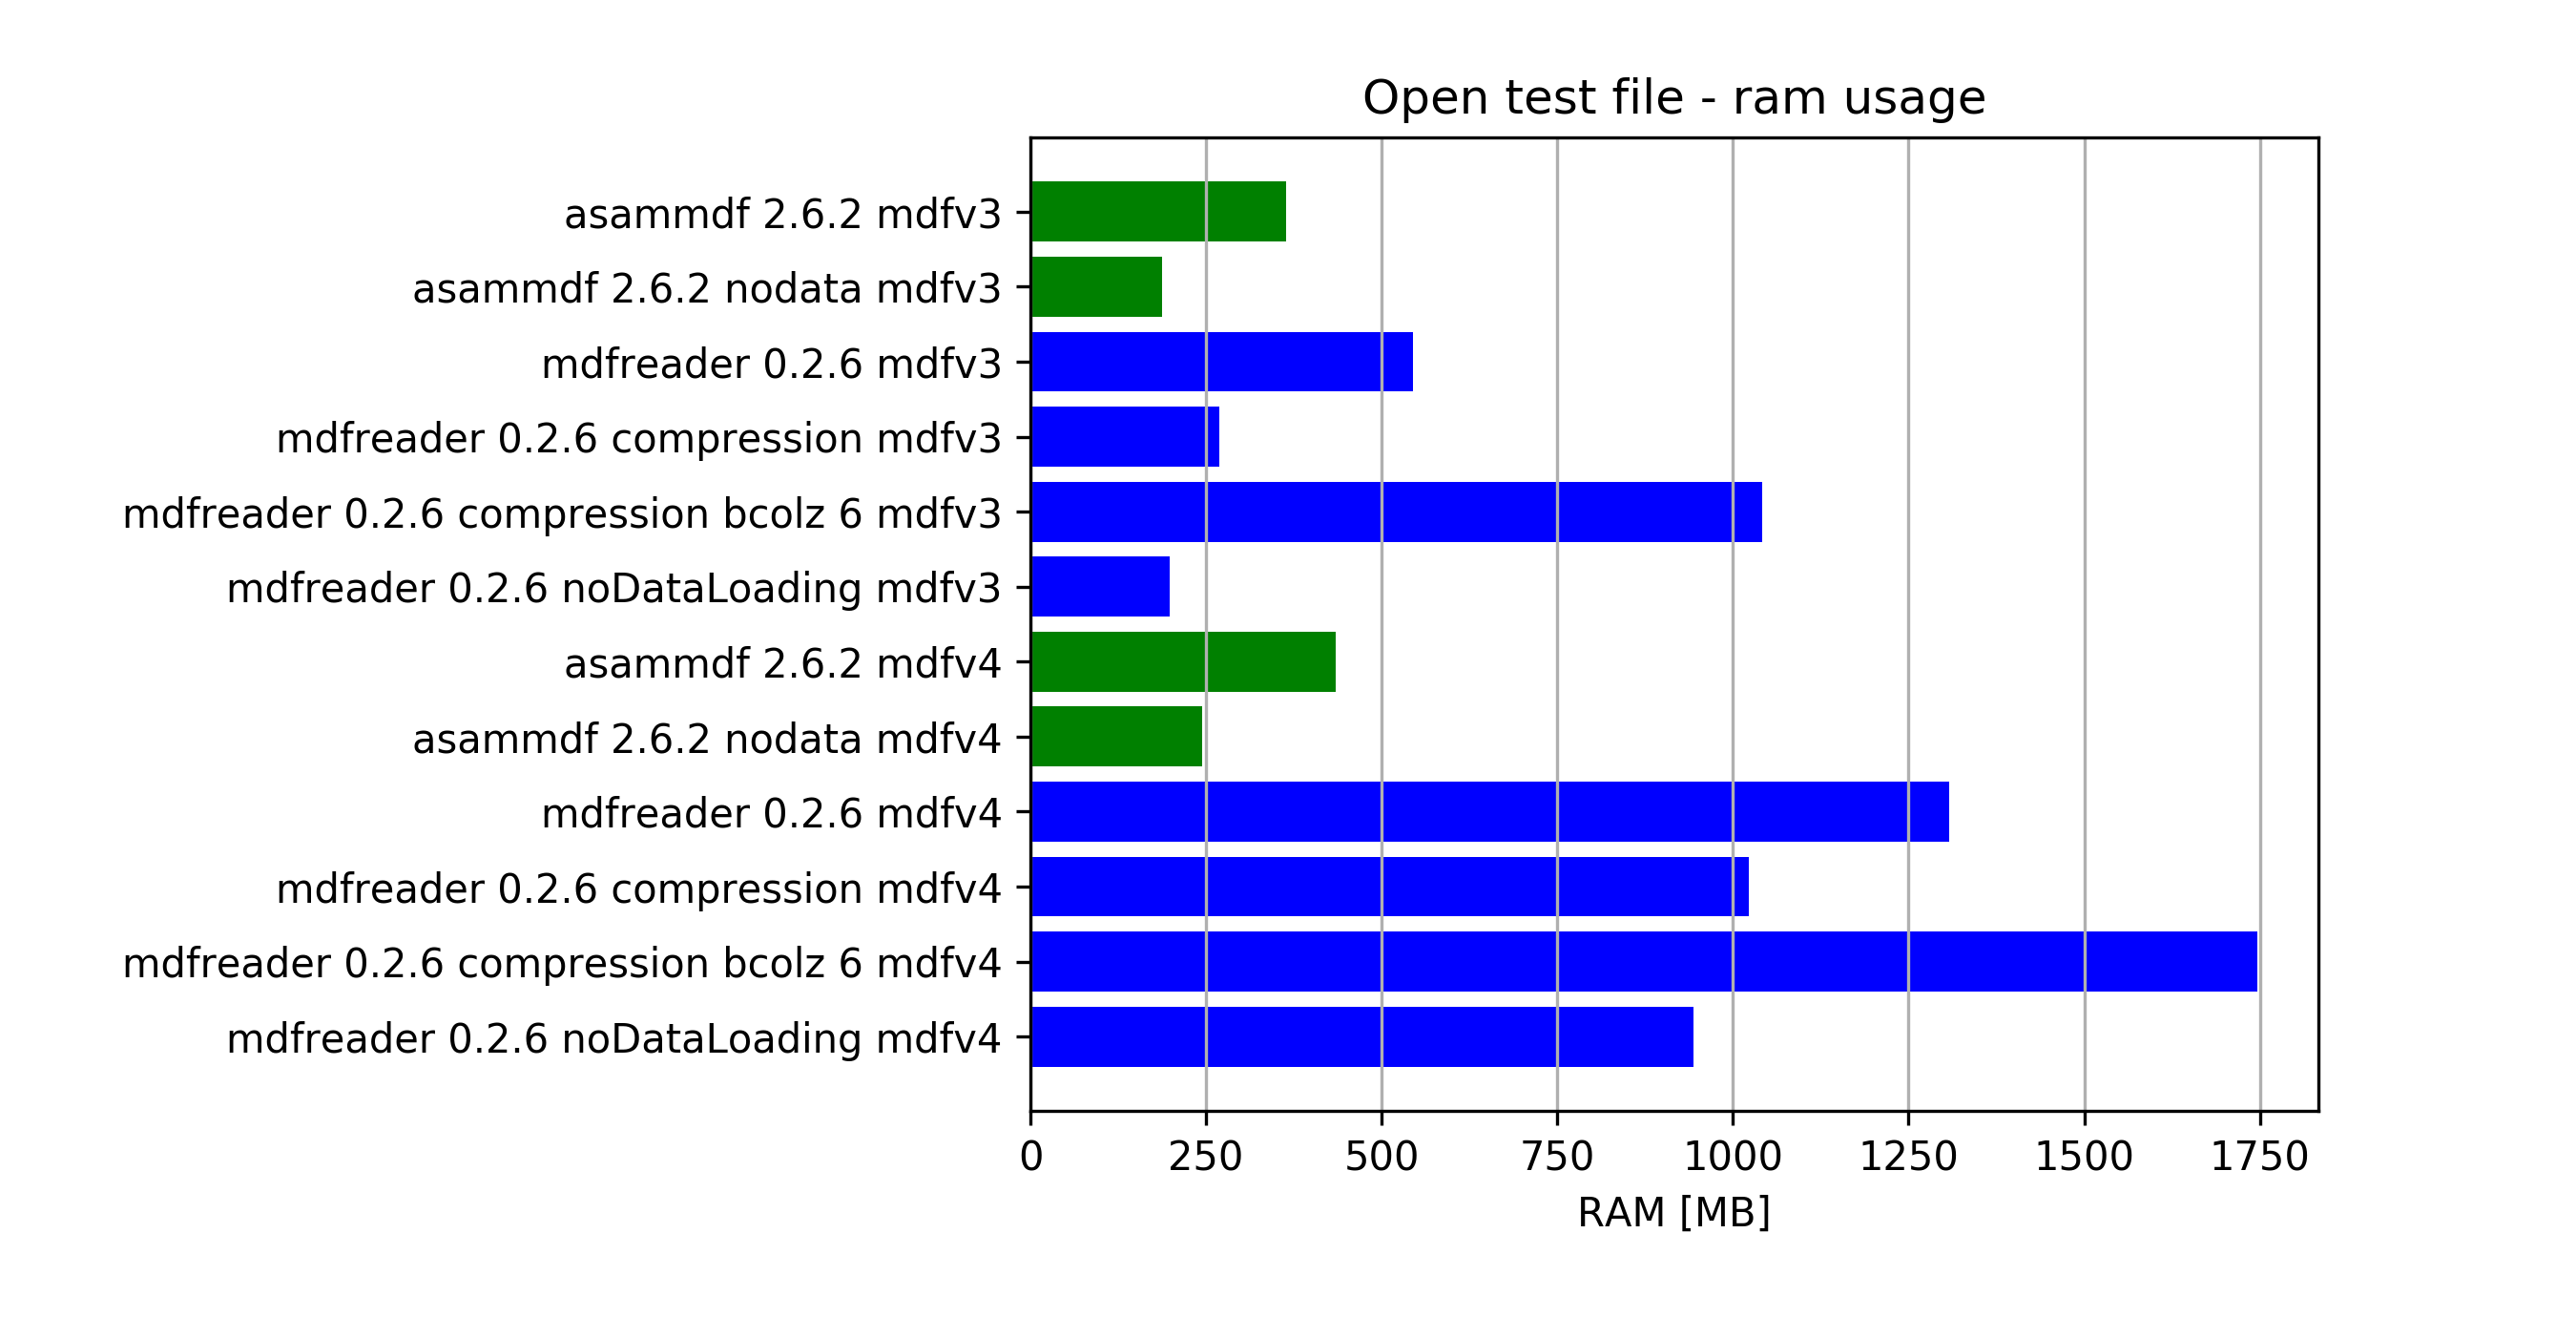 Open test file - ram usage
asammdf 2.6.2 mdfv3
asammdf 2.6.2 nodata mdfv3
mdfreader 0.2.6 mdfv3
mdfreader 0.2.6 compression mdfv3
mdfreader 0.2.6 compression bcolz 6 mdfv3
mdfreader 0.2.6 noDataLoading mdfv3
asammdf 2.6.2 mdfv4
asammdf 2.6.2 nodata mdfv4
mdfreader 0.2.6 mdfv4
mdfreader 0.2.6 compression mdfv4
mdfreader 0.2.6 compression bcolz 6 mdfv4
mdfreader 0.2.6 noDataLoading mdfv4
0 250 500 750 1000 1250 1500 1750
RAM [MB]